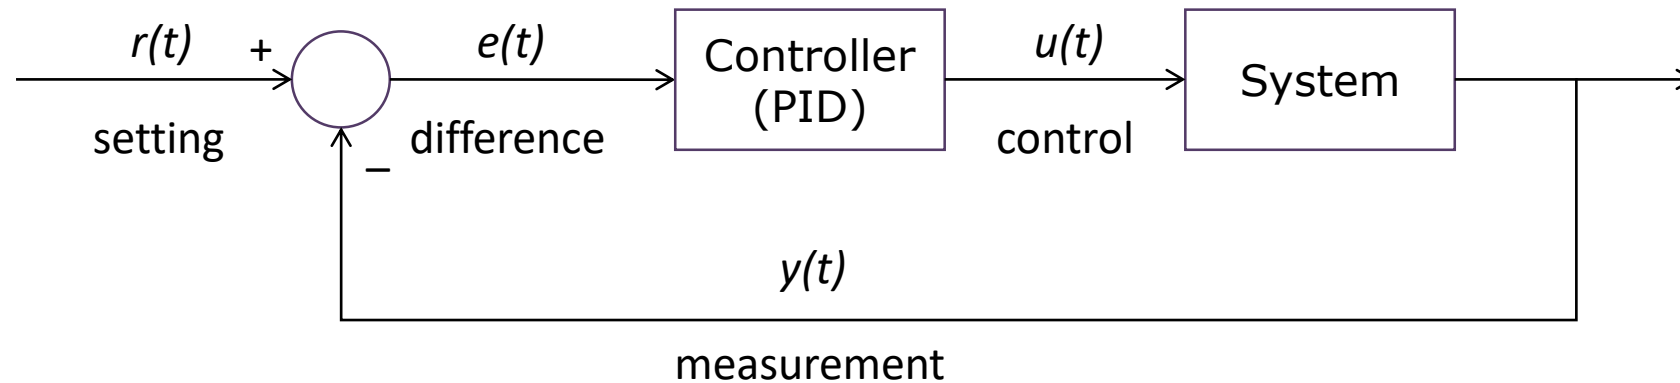 r(t)
+
e(t)
Controller
(PID)
u(t)
System
setting
difference
control
–
y(t)
measurement